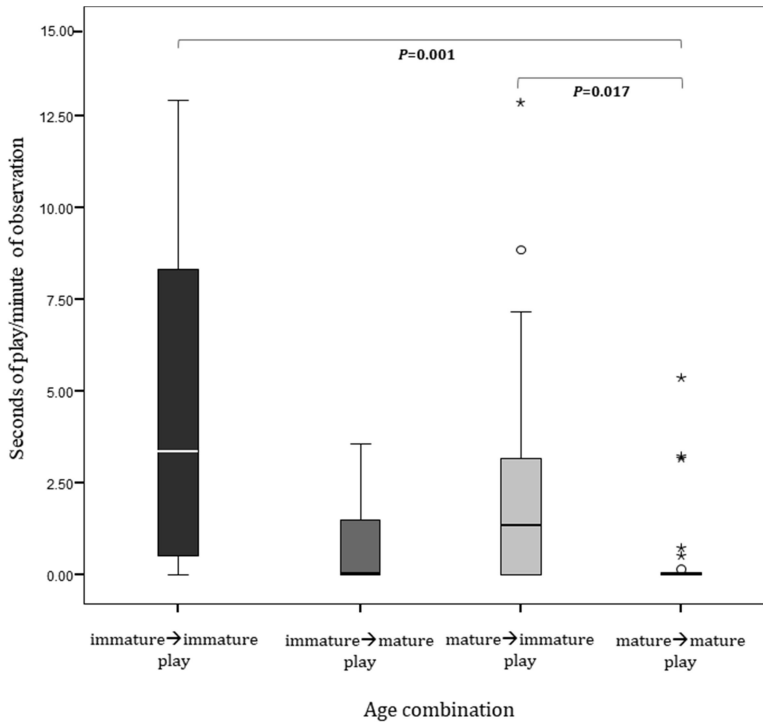 15.00
P=0.001
P=0.017
12.50
10.00
7.50
5.00
2.50
0.00
Seconds of play/minute of observation
immature→immature play
immature→mature play
mature→immature play
mature→mature play
Age combination